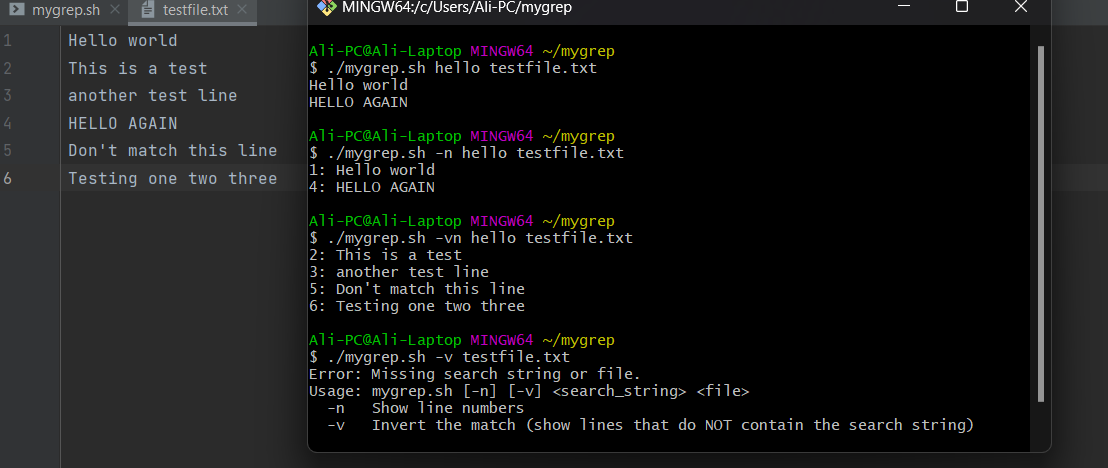 mygrep.sh
testfile.txt
1 Hello world
2 This is a test
3 another test line
4 HELLO AGAIN
5 Don't match this line
6 Testing one two three
MINGW64:/c/Users/Ali-PC/mygrep
Ali-PC@Ali-Laptop MINGW64 ~/mygrep
$ ./mygrep.sh hello testfile.txt
Hello world
HELLO AGAIN
Ali-PC@Ali-Laptop MINGW64 ~/mygrep
$ ./mygrep.sh -n hello testfile.txt
1: Hello world
4: HELLO AGAIN
Ali-PC@Ali-Laptop MINGW64 ~/mygrep
$ ./mygrep.sh -vn hello testfile.txt
2: This is a test
3: another test line
5: Don't match this line
6: Testing one two three
Ali-PC@Ali-Laptop MINGW64 ~/mygrep
$ ./mygrep.sh -v testfile.txt
Error: Missing search string or file.
Usage: mygrep.sh [-n] [-v] <search_string> <file>
  -n   Show line numbers
  -v   Invert the match (show lines that do NOT contain the search string)